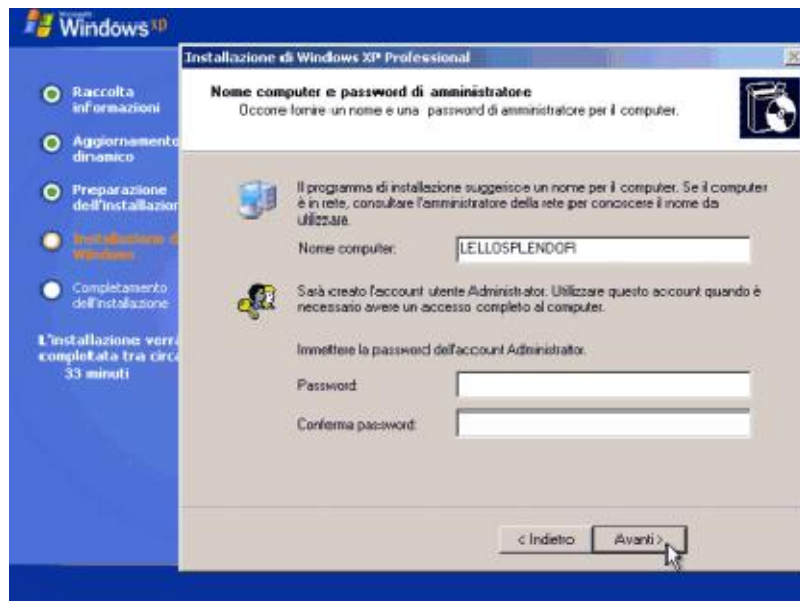 Microsoft
Windows xp
Installazione di Windows XP Professional
Raccolta
informazioni
Aggiornamento
dinamico
Preparazione
dell'installazion
Installazione d
Windows
Completamento
dell'installazione
L'installazione verrà
completata tra circa
33 minuti
Nome computer e password di amministratore
Occorre fornire un nome e una password di amministratore per il computer.
Il programma di installazione suggerisce un nome per il computer. Se il computer
è in rete, consultare l'amministratore della rete per conoscere il nome da
utilizzare.
Nome computer:
LELLOSPLENDORI
Sarà creato l'account utente Administrator. Utilizzare questo account quando è
necessario avere un accesso completo al computer.
Immettere la password dell'account Administrator.
Password:
Conferma password:
< Indietro
Avanti >